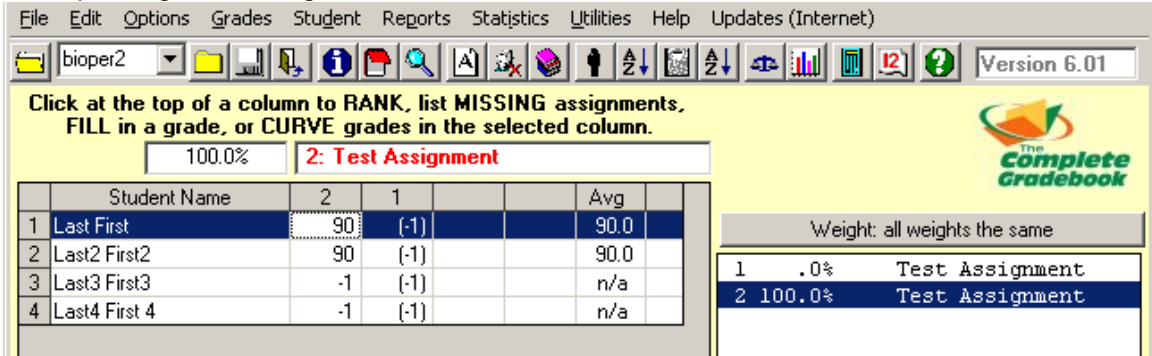 File Edit Options Grades Student Reports Statistics Utilities Help Updates (Internet)
bioper2 Version 6.01
Click at the top of a column to RANK, list MISSING assignments,
FILL in a grade, or CURVE grades in the selected column.
100.0% 2: Test Assignment
The
Complete
Gradebook
Student Name 2 1 Avg
1 Last First 90 (-1) 90.0
2 Last2 First2 90 (-1) 90.0
3 Last3 First3 -1 (-1) n/a
4 Last4 First 4 -1 (-1) n/a
Weight: all weights the same
1 .0% Test Assignment
2 100.0% Test Assignment